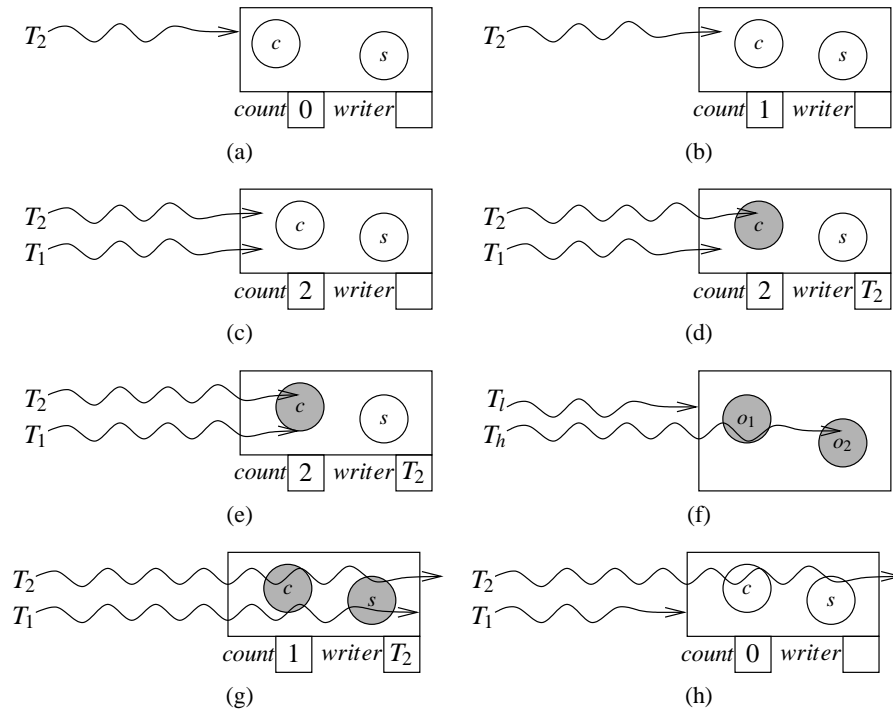 T2 c s
count 0 writer
(a)
T2 c s
count 1 writer
(b)
T2 c s
T1
count 2 writer
(c)
T2 c s
T1
count 2 writer T2
(d)
T2 c s
T1
count 2 writer T2
(e)
Tl o1
Th o2
(f)
T2 c s
T1
count 1 writer T2
(g)
T2 c s
T1
count 0 writer
(h)